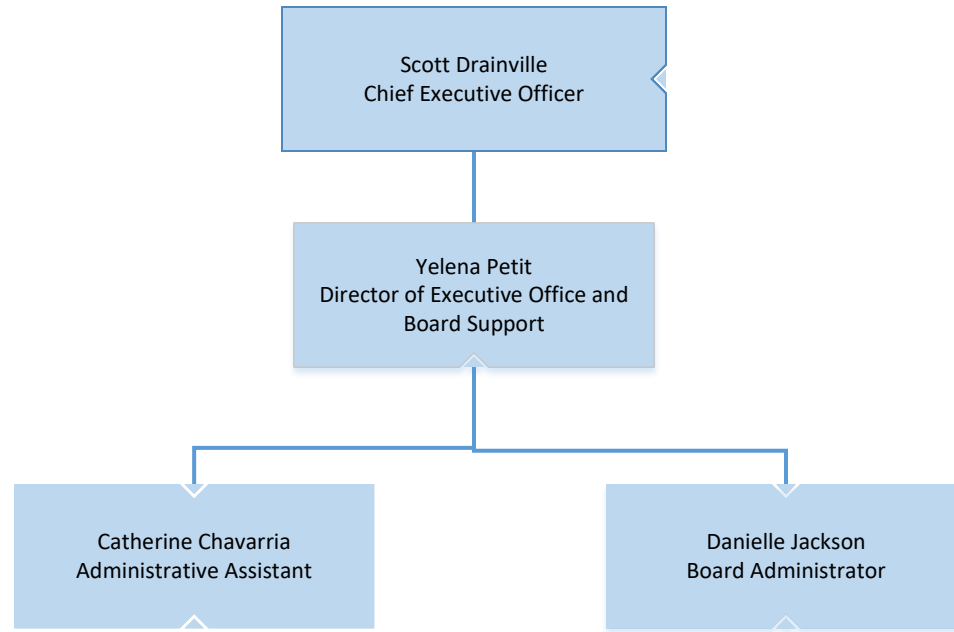 Scott Drainville
Chief Executive Officer
Yelena Petit
Director of Executive Office and
Board Support
Catherine Chavarria
Administrative Assistant
Danielle Jackson
Board Administrator